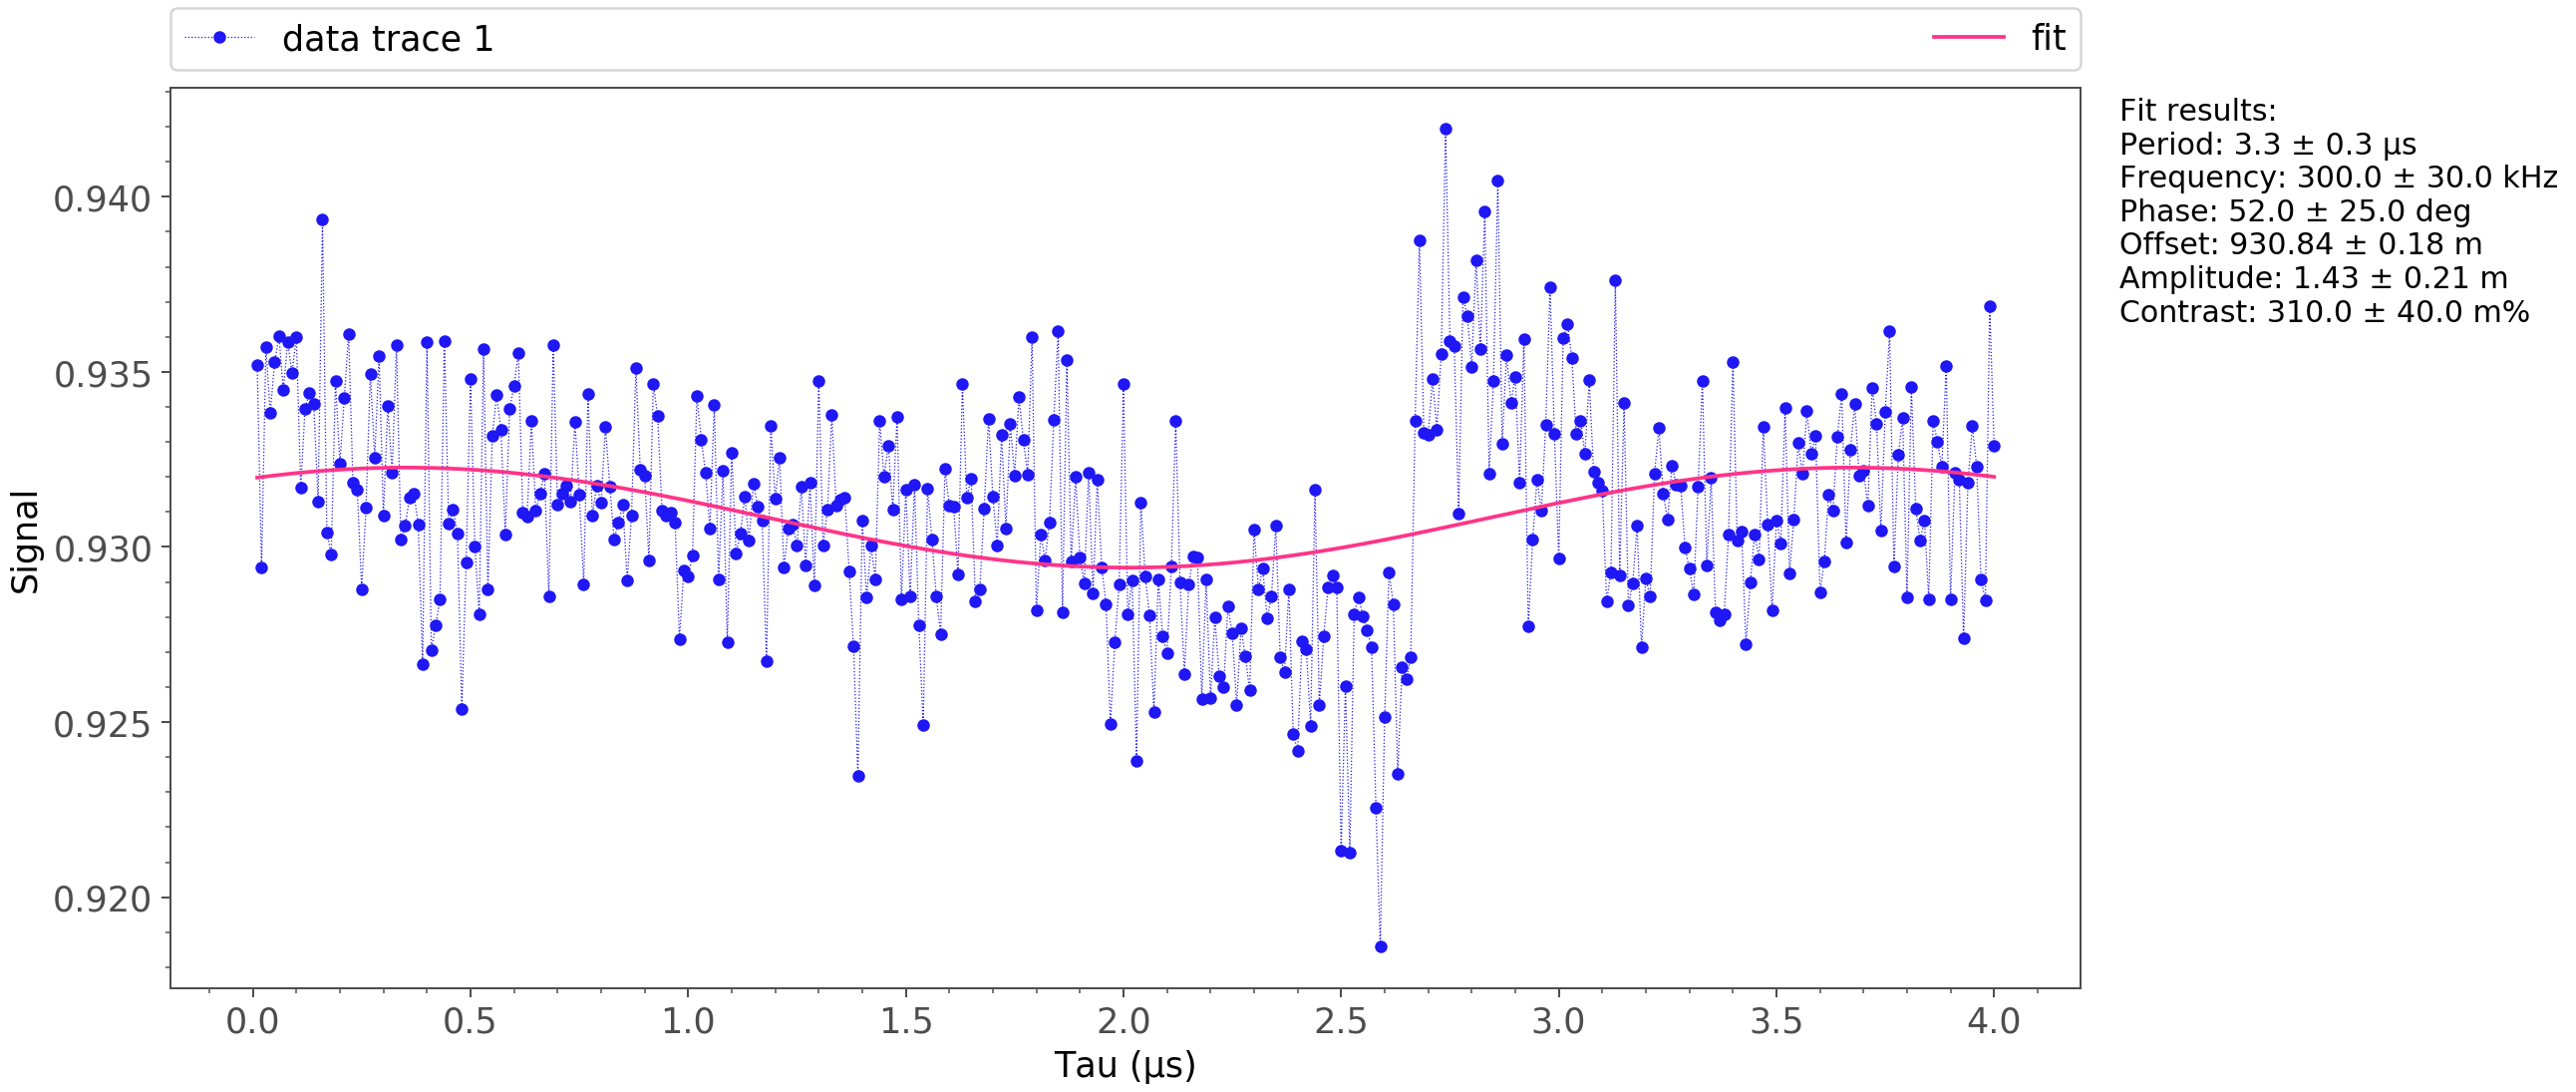 data trace 1
fit
Fit results:
Period: 3.3 ± 0.3 µs
Frequency: 300.0 ± 30.0 kHz
Phase: 52.0 ± 25.0 deg
Offset: 930.84 ± 0.18 m
Amplitude: 1.43 ± 0.21 m
Contrast: 310.0 ± 40.0 m%
Signal
0.940
0.935
0.930
0.925
0.920
0.0 0.5 1.0 1.5 2.0 2.5 3.0 3.5 4.0
Tau (µs)